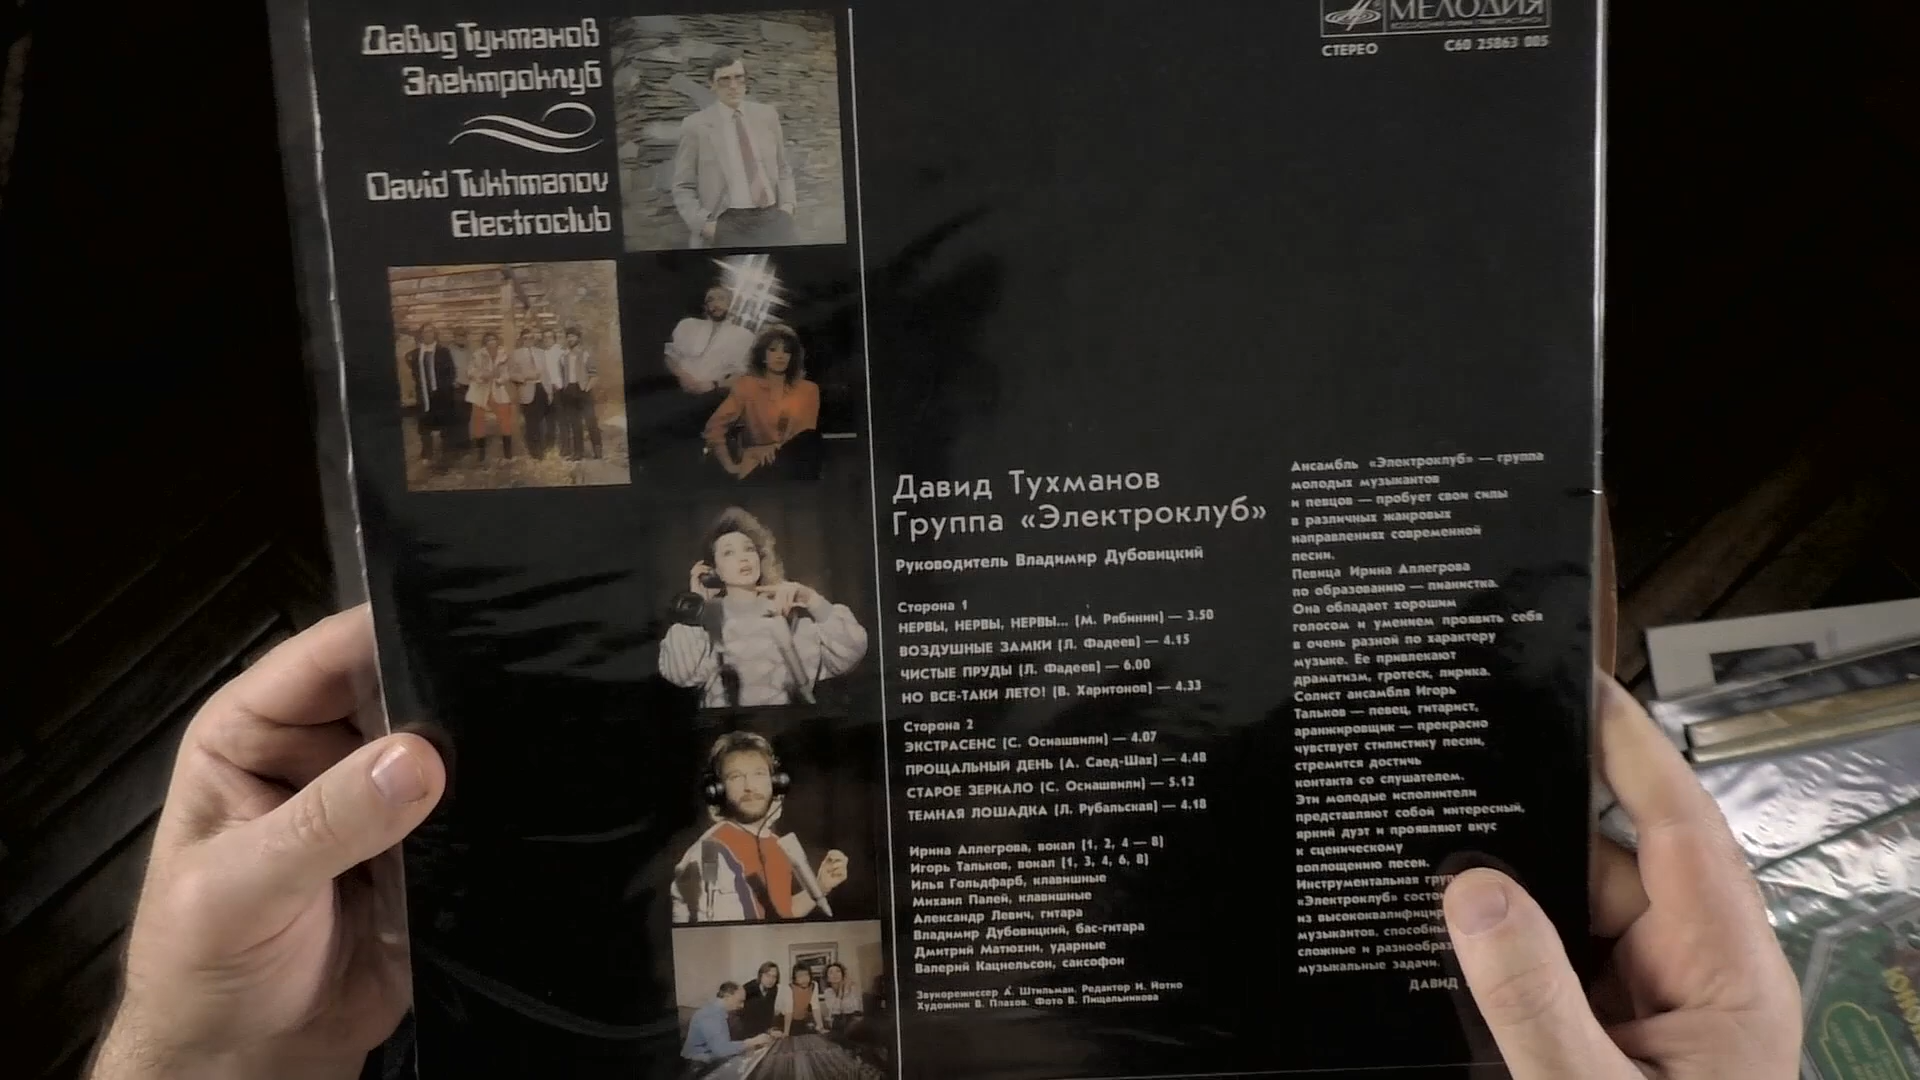 Давид Тухманов
Электроклуб
David Tukhmanov
Electroclub
МЕЛОДИЯ
СТЕРЕО С60 25863 005
Давид Тухманов
Группа «Электроклуб»
Руководитель Владимир Дубовицкий
Сторона 1
НЕРВЫ, НЕРВЫ, НЕРВЫ... (М. Рябинин) — 3.50
ВОЗДУШНЫЕ ЗАМКИ (Л. Фадеев) — 4.15
ЧИСТЫЕ ПРУДЫ (Л. Фадеев) — 6.00
НО ВСЕ-ТАКИ ЛЕТО! (В. Харитонов) — 4.33
Сторона 2
ЭКСТРАСЕНС (С. Осиашвили) — 4.07
ПРОЩАЛЬНЫЙ ДЕНЬ (А. Саед-Шах) — 4.48
СТАРОЕ ЗЕРКАЛО (С. Осиашвили) — 5.12
ТЕМНАЯ ЛОШАДКА (Л. Рубальская) — 4.18
Ирина Аллегрова, вокал (1, 2, 4 — 8)
Игорь Тальков, вокал (1, 3, 4, 6, 8)
Илья Гольдфарб, клавишные
Михаил Палей, клавишные
Александр Левич, гитара
Владимир Дубовицкий, бас-гитара
Дмитрий Матюхин, ударные
Валерий Кацнельсон, саксофон
Звукорежиссер А. Штильман. Редактор И. Йотко
Художник В. Плахов. Фото В. Пищальникова
Ансамбль «Электроклуб» — группа
молодых музыкантов
и певцов — пробует свои силы
в различных жанровых
направлениях современной
песни.
Певица Ирина Аллегрова
по образованию — пианистка.
Она обладает хорошим
голосом и умением проявить себя
в очень разной по характеру
музыке. Ее привлекают
драматизм, гротеск, лирика.
Солист ансамбля Игорь
Тальков — певец, гитарист,
аранжировщик — прекрасно
чувствует стилистику песни,
стремится достичь
контакта со слушателем.
Эти молодые исполнители
представляют собой интересный,
яркий дуэт и проявляют вкус
к сценическому
воплощению песен.
Инструментальная груп
«Электроклуб» состо
из высококвалифицир
музыкантов, способны
сложные и разнообраз
музыкальные задачи.
ДАВИД